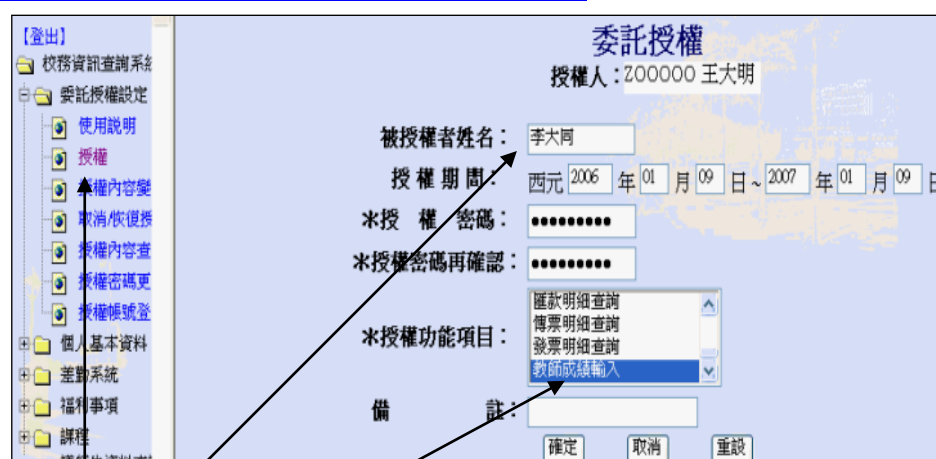 【登出】
校務資訊查詢系統
委託授權設定
使用說明
授權
授權內容變
取消/恢復授
授權內容查
授權密碼更
授權帳號登
個人基本資料
差勤系統
福利事項
課程
委託授權
授權人：Z00000 王大明
被授權者姓名： 李大同
授 權 期 間： 西元 2006 年 01 月 09 日 ~ 2007 年 01 月 09 日
*授 權 密碼： ●●●●●●●●●
*授權密碼再確認： ●●●●●●●●●
*授權功能項目：
匯款明細查詢
傳票明細查詢
發票明細查詢
教師成績輸入
備 註：
確定 取消 重設